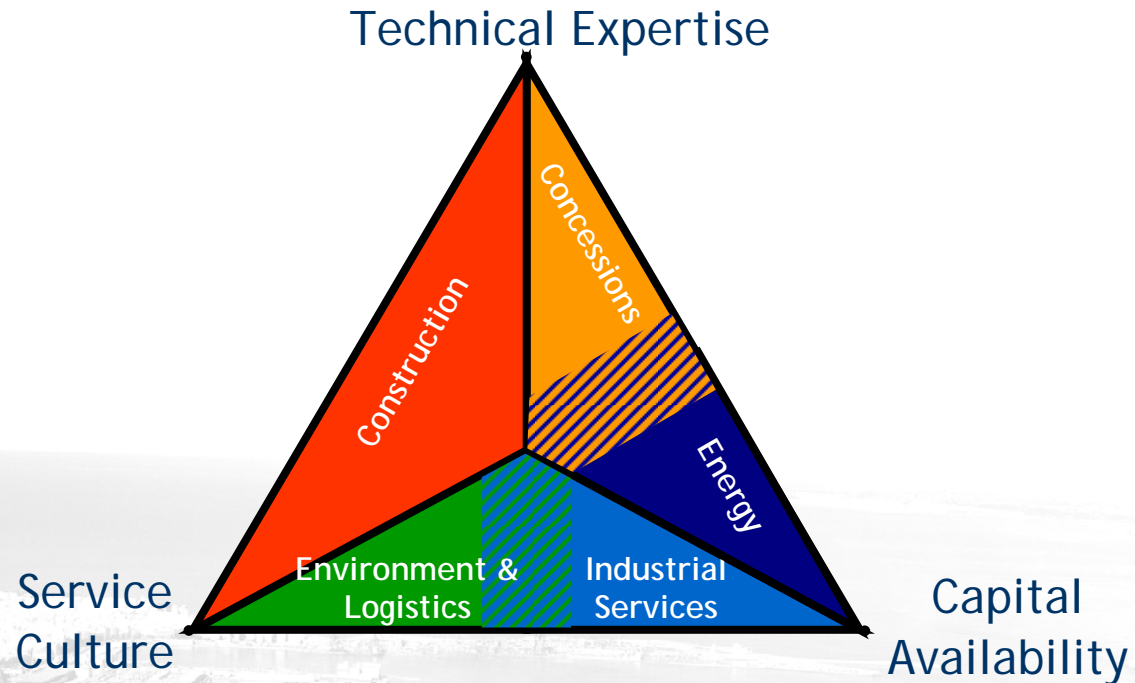 Technical Expertise
Concessions
Construction
Energy
Environment &
Logistics
Industrial
Services
Service
Culture
Capital
Availability